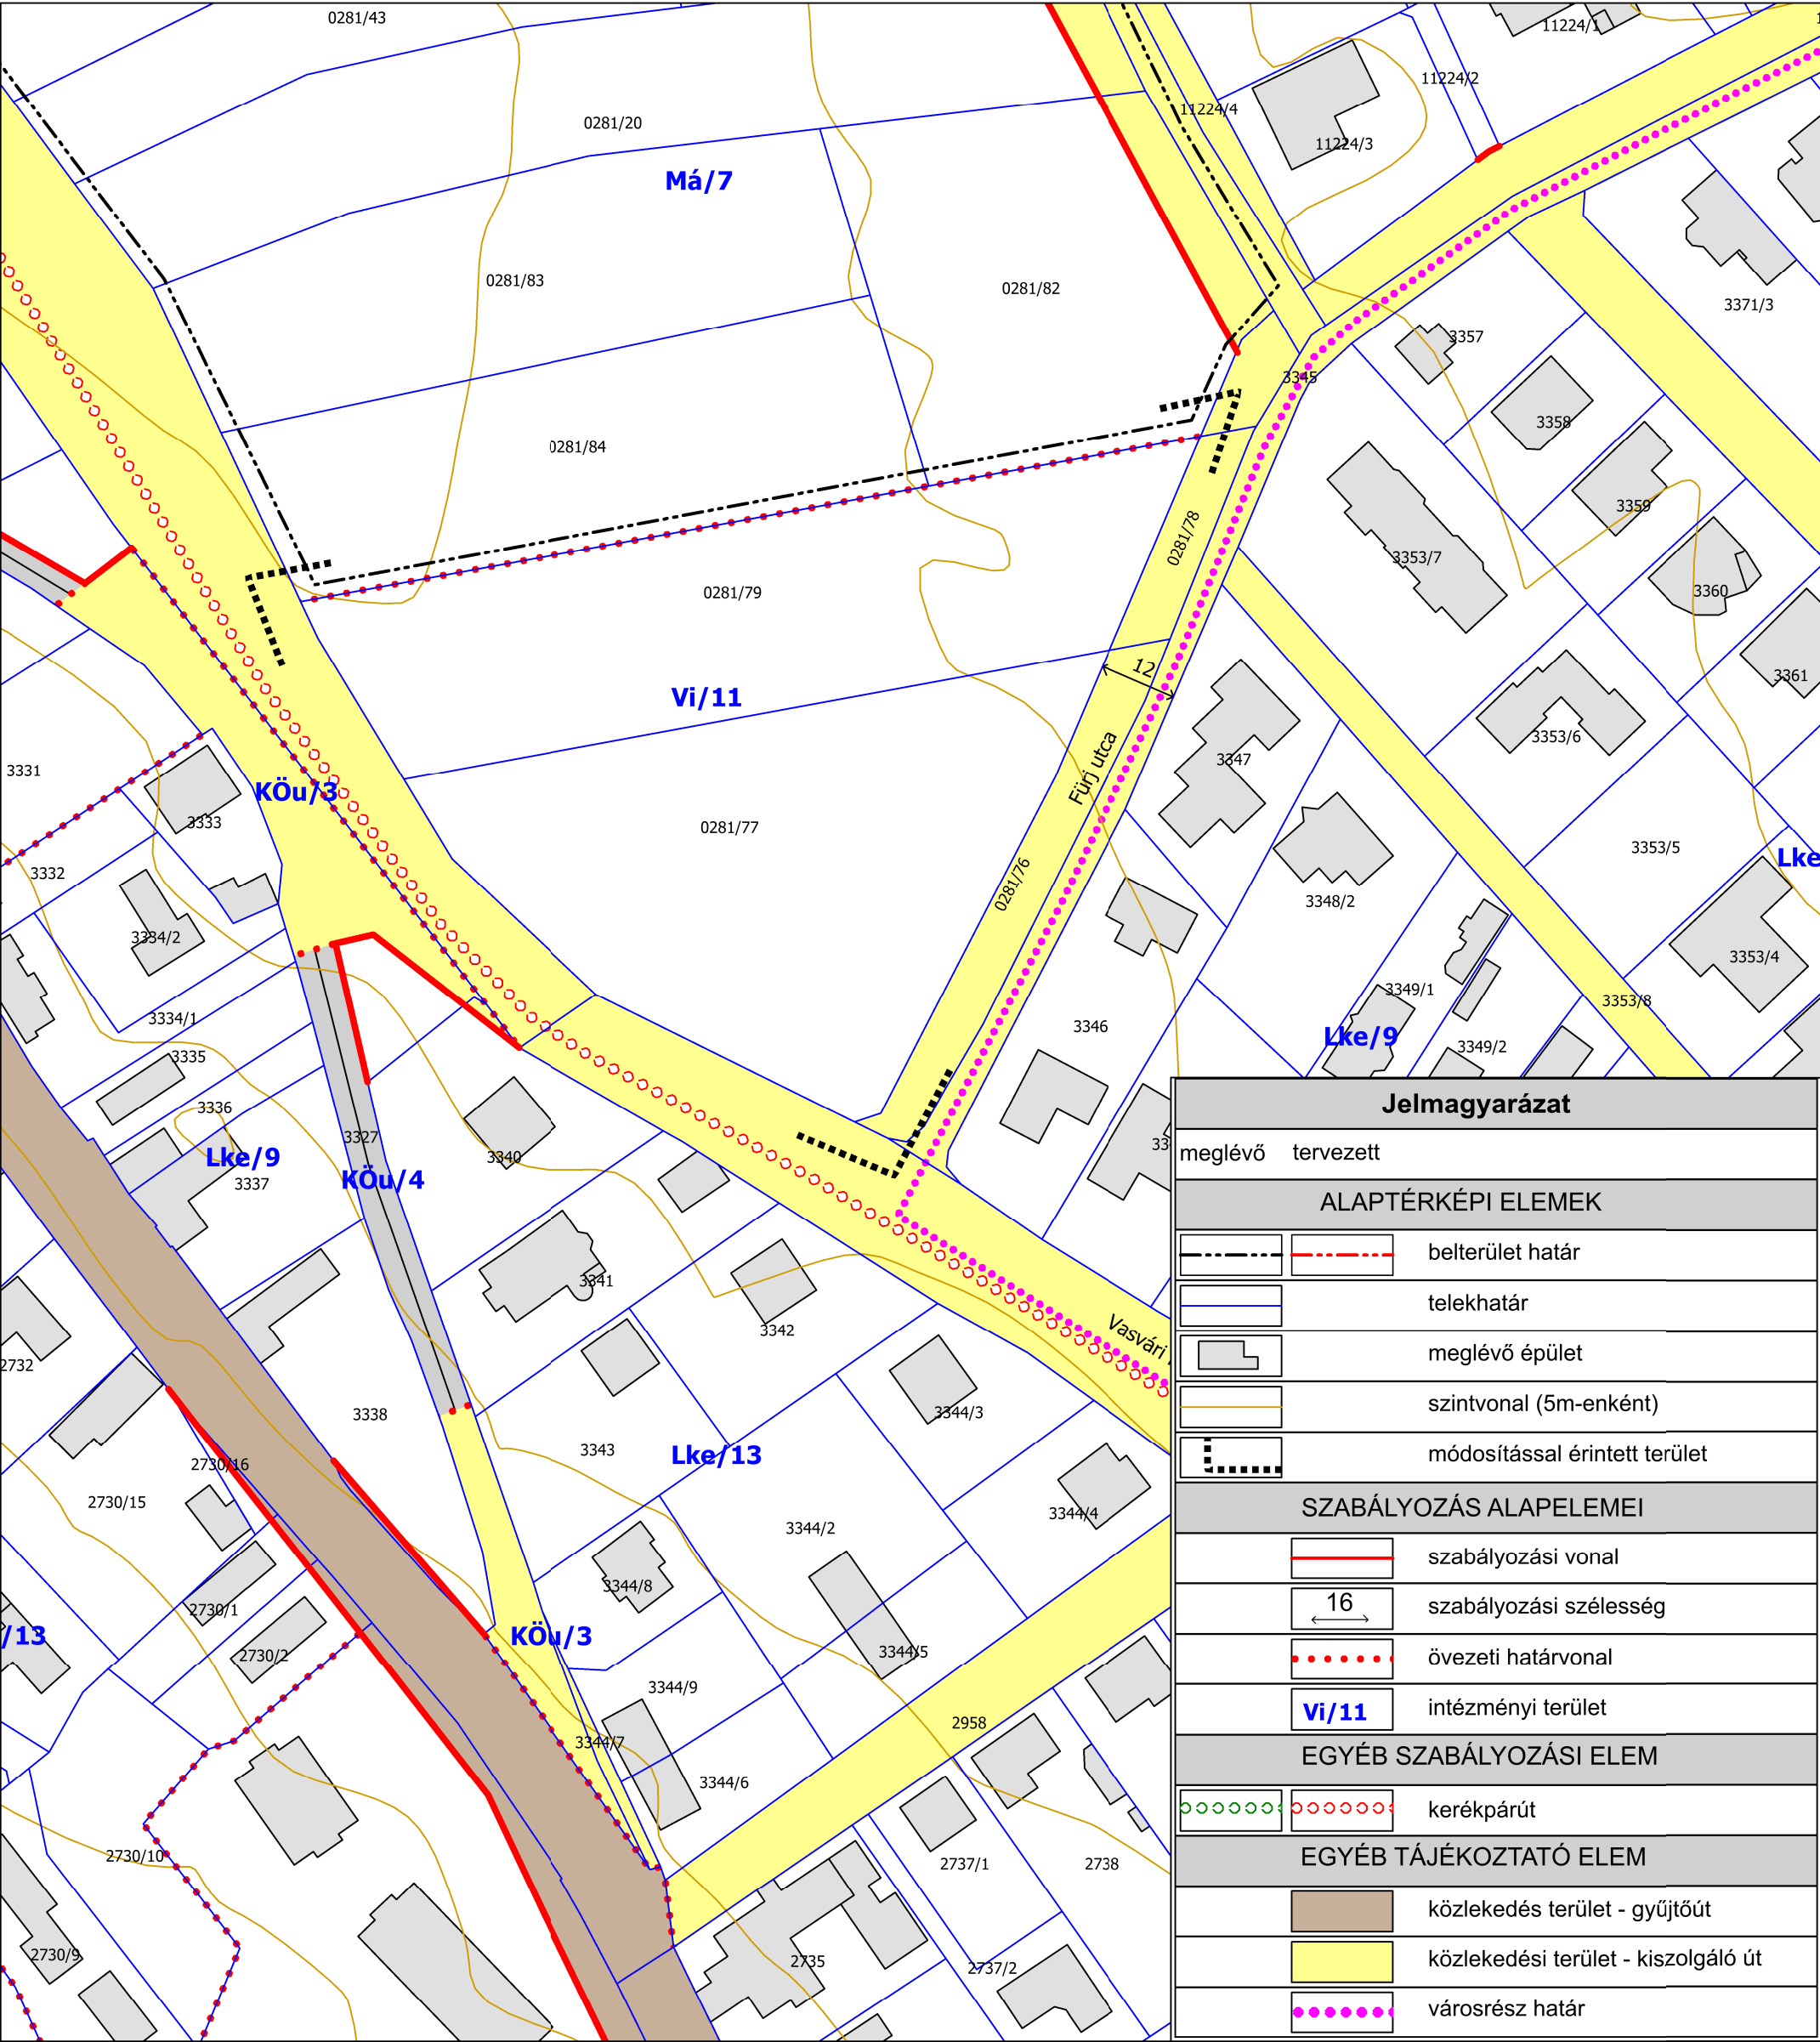 0281/43
11224/1
11224/2
11224/4
0281/20
11224/3
Má/7
0281/83
0281/82
3371/3
3357
3345
3358
0281/84
3359
0281/78
3353/7
0281/79
3360
12
3361
Vi/11
3353/6
3347
3331
Fürj utca
KÖu/3
3333
0281/77
3353/5
Lke
3332
0281/76
3348/2
3334/2
3353/4
3349/1
3353/8
3334/1
3346
Lke/9
3349/2
3335
3336
3327
3340
Lke/9
3337
KÖu/4
3341
3342
Vasvári
2732
3338
3344/3
3343
Lke/13
2730/16
2730/15
3344/4
3344/2
3344/8
2730/1
/13
KÖu/3
2730/2
3344/5
3344/9
2958
3344/7
3344/6
2730/10
2737/1
2738
2730/9
2735
2737/2
Jelmagyarázat
meglévő tervezett
ALAPTÉRKÉPI ELEMEK
belterület határ
telekhatár
meglévő épület
szintvonal (5m-enként)
módosítással érintett terület
SZABÁLYOZÁS ALAPELEMEI
szabályozási vonal
16 szabályozási szélesség
övezeti határvonal
Vi/11 intézményi terület
EGYÉB SZABÁLYOZÁSI ELEM
kerékpárút
EGYÉB TÁJÉKOZTATÓ ELEM
közlekedés terület - gyűjtőút
közlekedési terület - kiszolgáló út
városrész határ